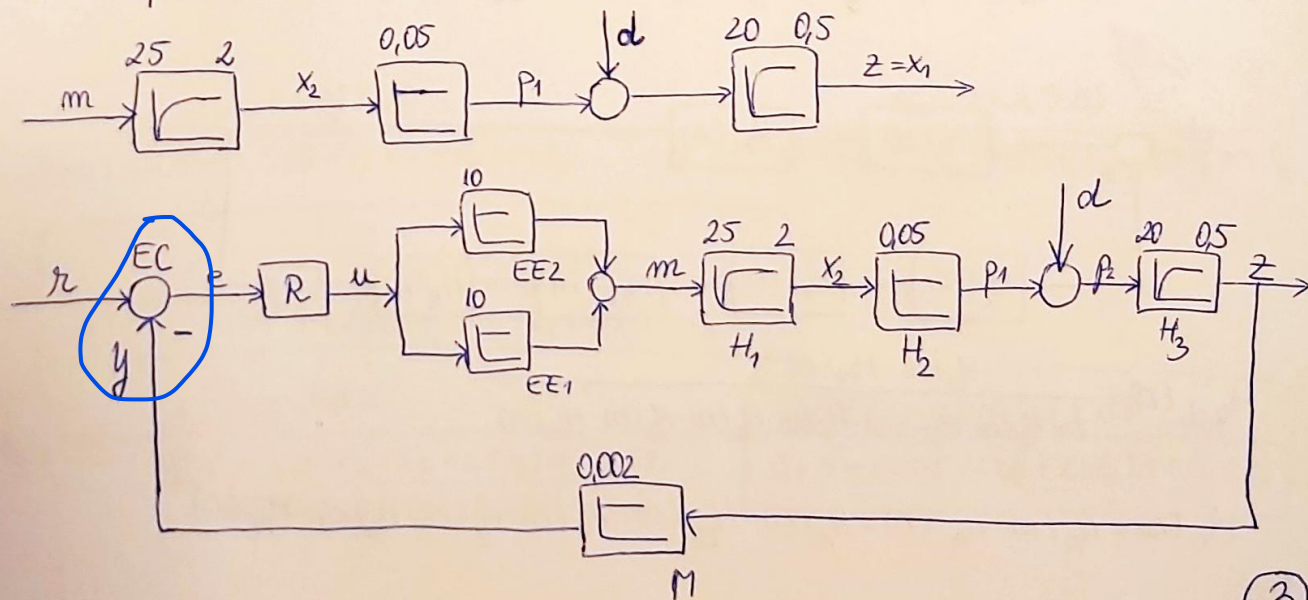 25 2 0,05 d 20 0,5
m x₂ p₁ z=x₁
10 d
EC EE2 25 2 0,05 20 0,5
r e R u m x₂ p₁ p₂ z
- 10
y EE1 H₁ H₂ H₃
0,002
M
3